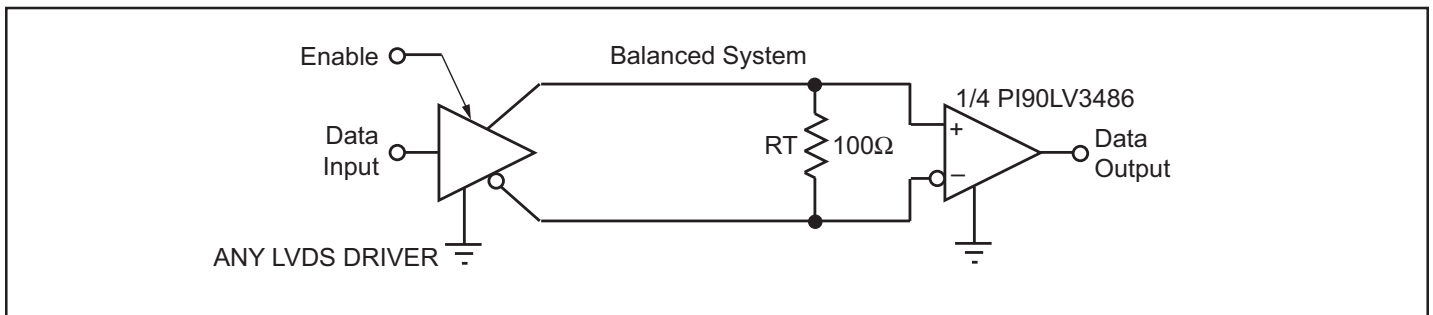 Enable
Balanced System
1/4 PI90LV3486
Data
Input
RT
100Ω
+
−
Data
Output
ANY LVDS DRIVER